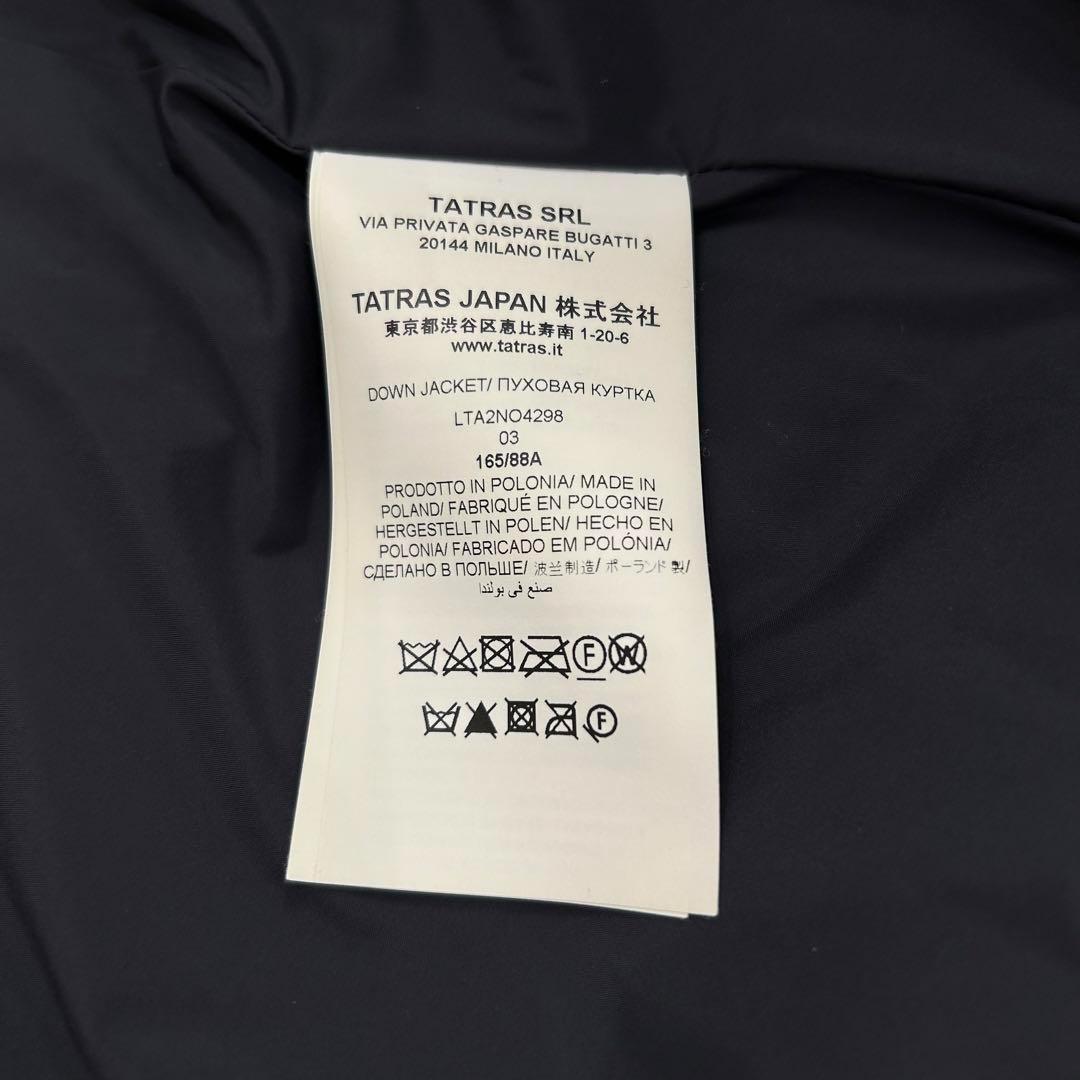 TATRAS SRL
VIA PRIVATA GASPARE BUGATTI 3
20144 MILANO ITALY
TATRAS JAPAN 株式会社
東京都渋谷区恵比寿南 1-20-6
www.tatras.it
DOWN JACKET/ ПУХОВАЯ КУРТКА
LTA2NO4298
03
165/88A
PRODOTTO IN POLONIA/ MADE IN
POLAND/ FABRIQUÉ EN POLOGNE/
HERGESTELLT IN POLEN/ HECHO EN
POLONIA/ FABRICADO EM POLÓNIA/
СДЕЛАНО В ПОЛЬШЕ/ 波兰制造/ ポーランド 製/
صنع في بولندا
F W
F